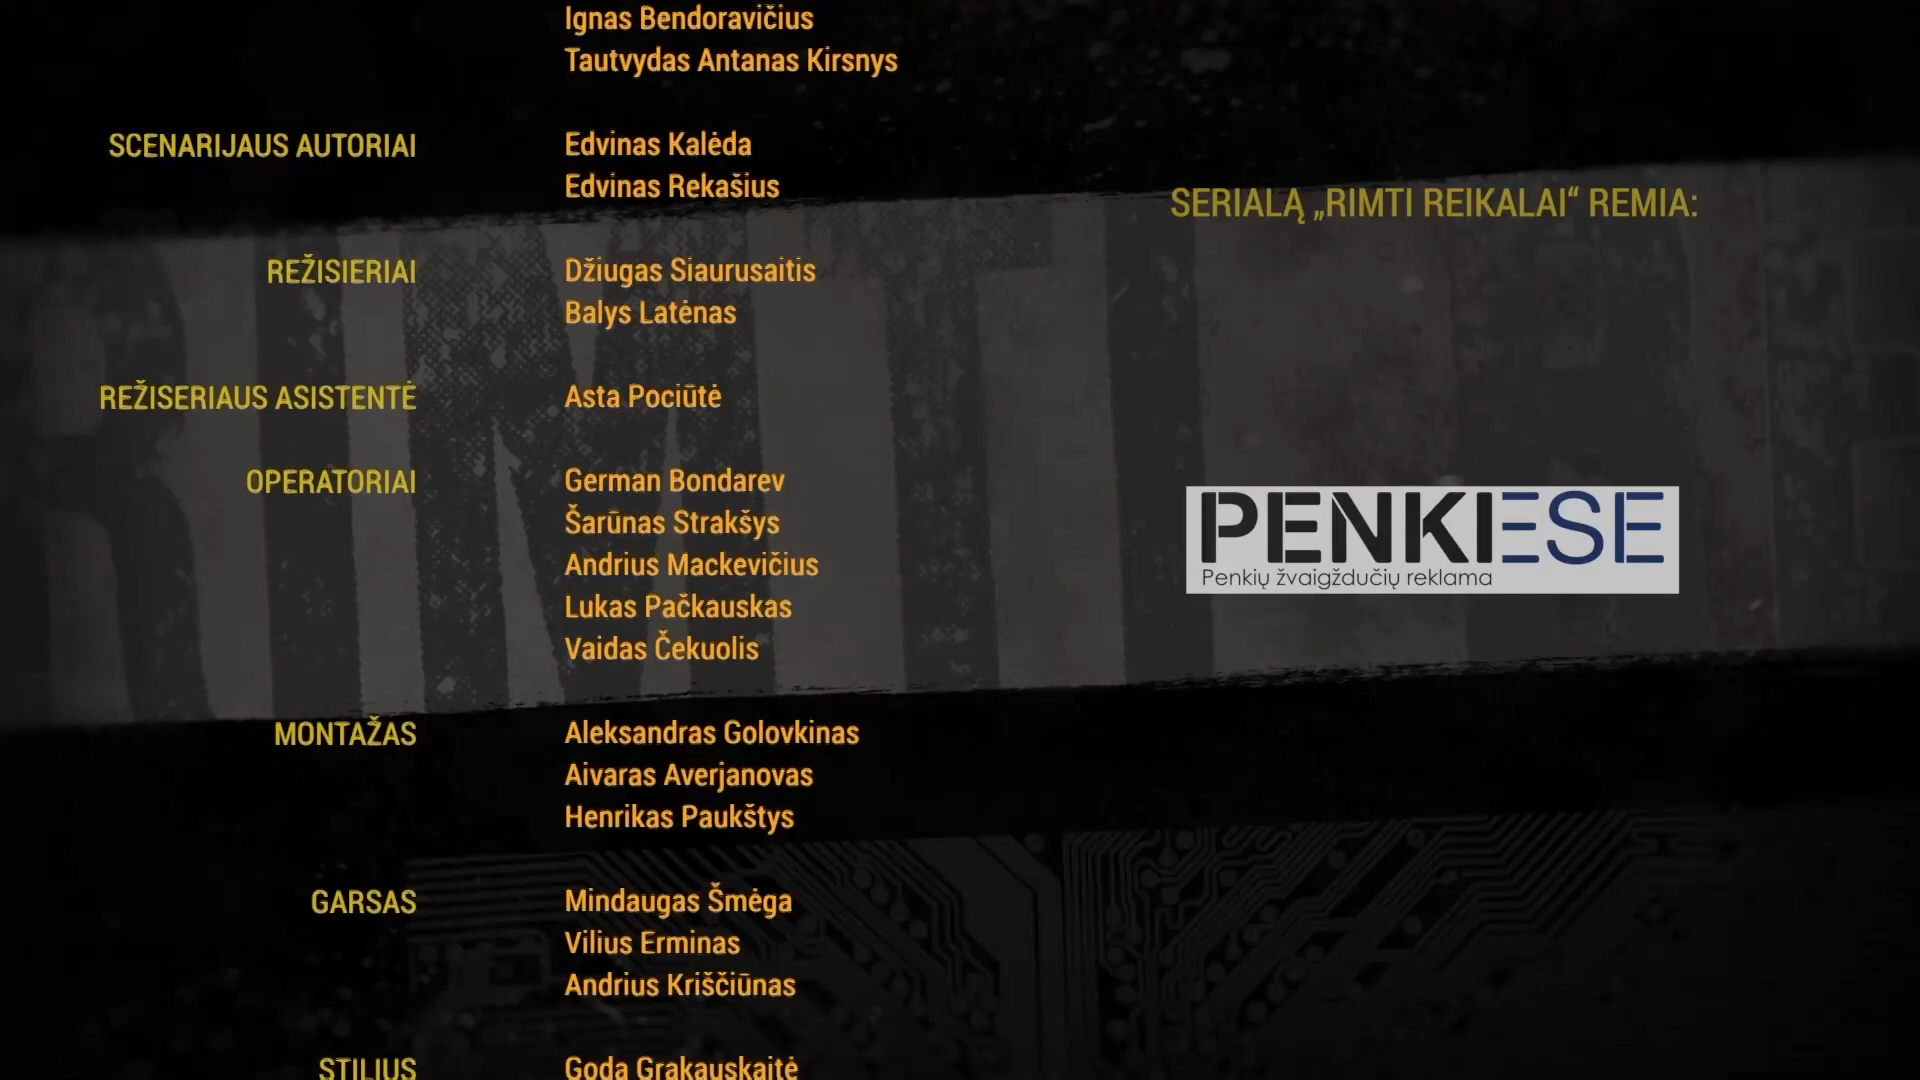 Ignas Bendoravičius
Tautvydas Antanas Kirsnys
SCENARIJAUS AUTORIAI
Edvinas Kalėda
Edvinas Rekašius
REŽISIERIAI
Džiugas Siaurusaitis
Balys Latėnas
REŽISERIAUS ASISTENTĖ
Asta Pociūtė
OPERATORIAI
German Bondarev
Šarūnas Strakšys
Andrius Mackevičius
Lukas Pačkauskas
Vaidas Čekuolis
MONTAŽAS
Aleksandras Golovkinas
Aivaras Averjanovas
Henrikas Paukštys
GARSAS
Mindaugas Šmėga
Vilius Erminas
Andrius Kriščiūnas
STILIUS
Goda Grakauskaitė
SERIALĄ „RIMTI REIKALAI“ REMIA:
PENKIESE
Penkių žvaigždučių reklama
RIMTI